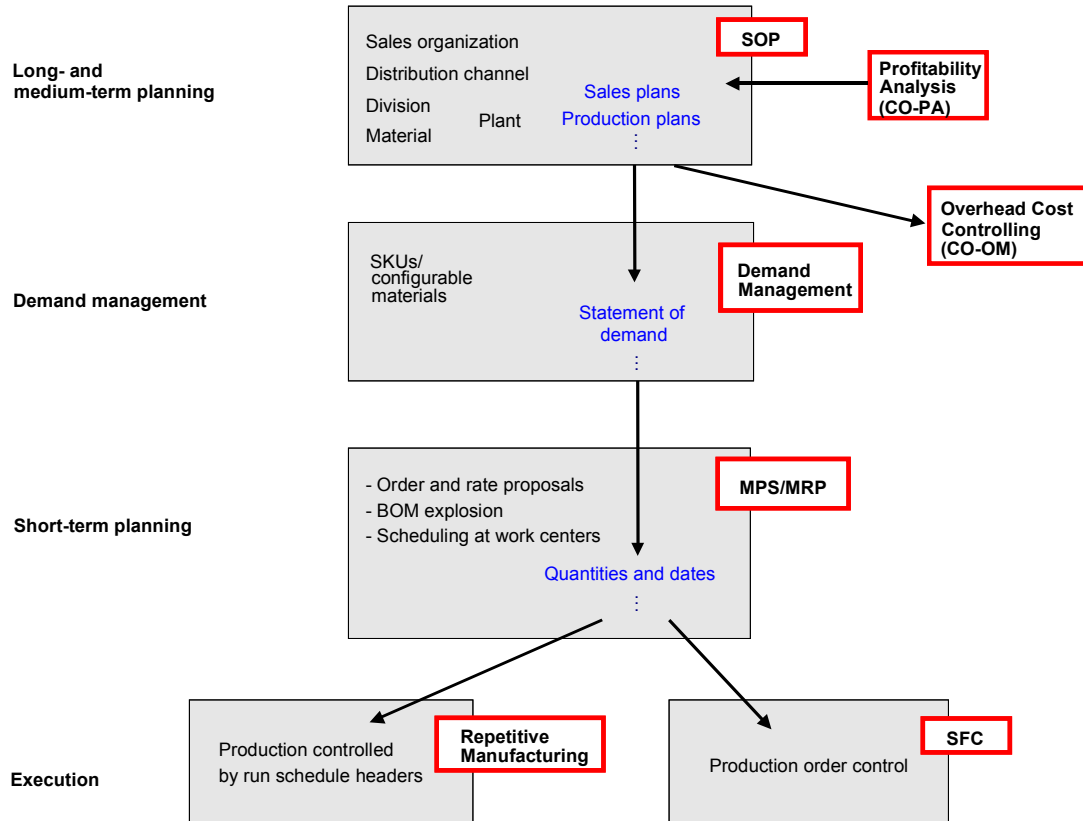 Long- and
medium-term planning
Sales organization
Distribution channel
Division
Material
Plant
Sales plans
Production plans
...
SOP
Profitability
Analysis
(CO-PA)
Overhead Cost
Controlling
(CO-OM)
Demand management
SKUs/
configurable
materials
Statement of
demand
...
Demand
Management
Short-term planning
- Order and rate proposals
- BOM explosion
- Scheduling at work centers
Quantities and dates
...
MPS/MRP
Execution
Production controlled
by run schedule headers
Repetitive
Manufacturing
Production order control
SFC